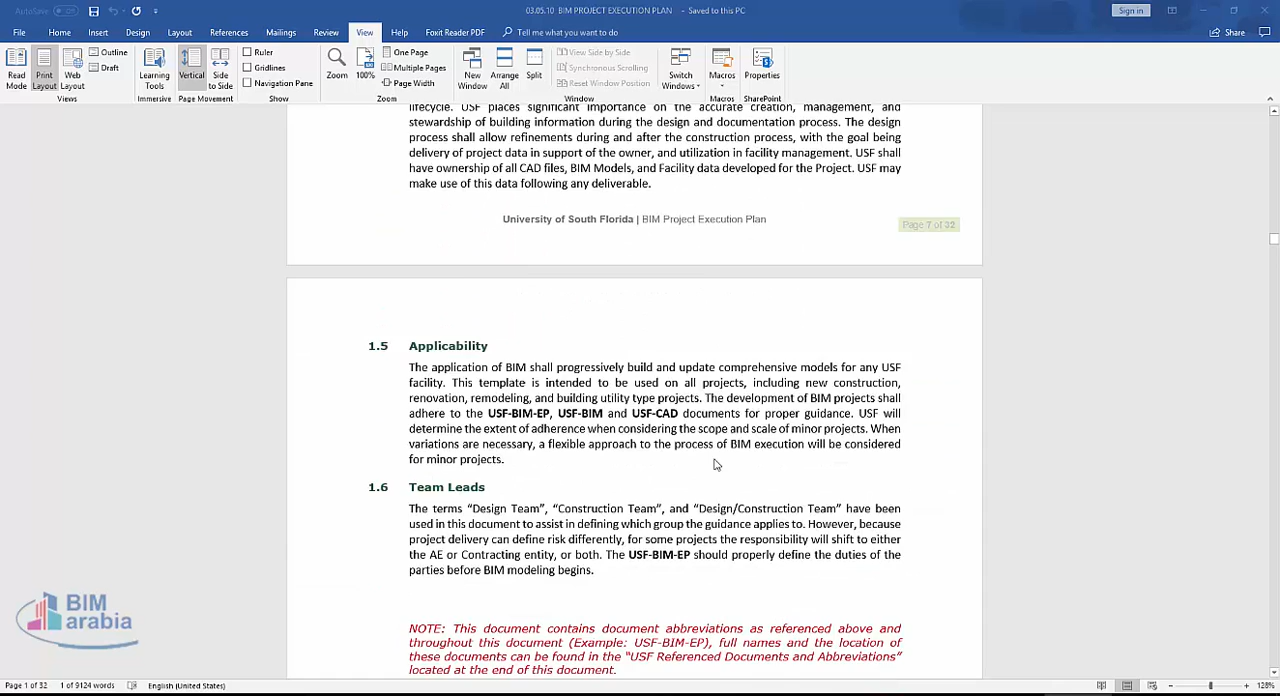 AutoSave Off
03.05.10 BIM PROJECT EXECUTION PLAN - Saved to this PC
Sign in
File Home Insert Design Layout References Mailings Review View Help Foxit Reader PDF Tell me what you want to do
Share
Read Mode
Print Layout
Web Layout
Outline
Draft
Views
Learning Tools
Immersive
Vertical
Side to Side
Page Movement
Ruler
Gridlines
Navigation Pane
Show
Zoom
100%
One Page
Multiple Pages
Page Width
Zoom
New Window
Arrange All
Split
View Side by Side
Synchronous Scrolling
Reset Window Position
Window
Switch Windows
Macros
Macros
Properties
SharePoint
lifecycle. USF places significant importance on the accurate creation, management, and
stewardship of building information during the design and documentation process. The design
process shall allow refinements during and after the construction process, with the goal being
delivery of project data in support of the owner, and utilization in facility management. USF shall
have ownership of all CAD files, BIM Models, and Facility data developed for the Project. USF may
make use of this data following any deliverable.
University of South Florida | BIM Project Execution Plan
Page 7 of 32
1.5 Applicability
The application of BIM shall progressively build and update comprehensive models for any USF
facility. This template is intended to be used on all projects, including new construction,
renovation, remodeling, and building utility type projects. The development of BIM projects shall
adhere to the USF-BIM-EP, USF-BIM and USF-CAD documents for proper guidance. USF will
determine the extent of adherence when considering the scope and scale of minor projects. When
variations are necessary, a flexible approach to the process of BIM execution will be considered
for minor projects.
1.6 Team Leads
The terms “Design Team”, “Construction Team”, and “Design/Construction Team” have been
used in this document to assist in defining which group the guidance applies to. However, because
project delivery can define risk differently, for some projects the responsibility will shift to either
the AE or Contracting entity, or both. The USF-BIM-EP should properly define the duties of the
parties before BIM modeling begins.
NOTE: This document contains document abbreviations as referenced above and
throughout this document (Example: USF-BIM-EP), full names and the location of
these documents can be found in the “USF Referenced Documents and Abbreviations”
located at the end of this document.
BIM
arabia
Page 1 of 32 1 of 9124 words English (United States)
128%